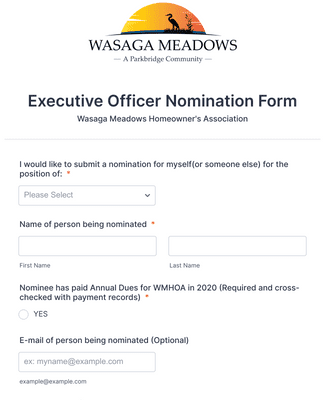 WASAGA MEADOWS
A Parkbridge Community
Executive Officer Nomination Form
Wasaga Meadows Homeowner's Association
I would like to submit a nomination for myself(or someone else) for the
position of: *
Please Select
Name of person being nominated *
First Name
Last Name
Nominee has paid Annual Dues for WMHOA in 2020 (Required and cross-
checked with payment records) *
YES
E-mail of person being nominated (Optional)
ex: myname@example.com
example@example.com